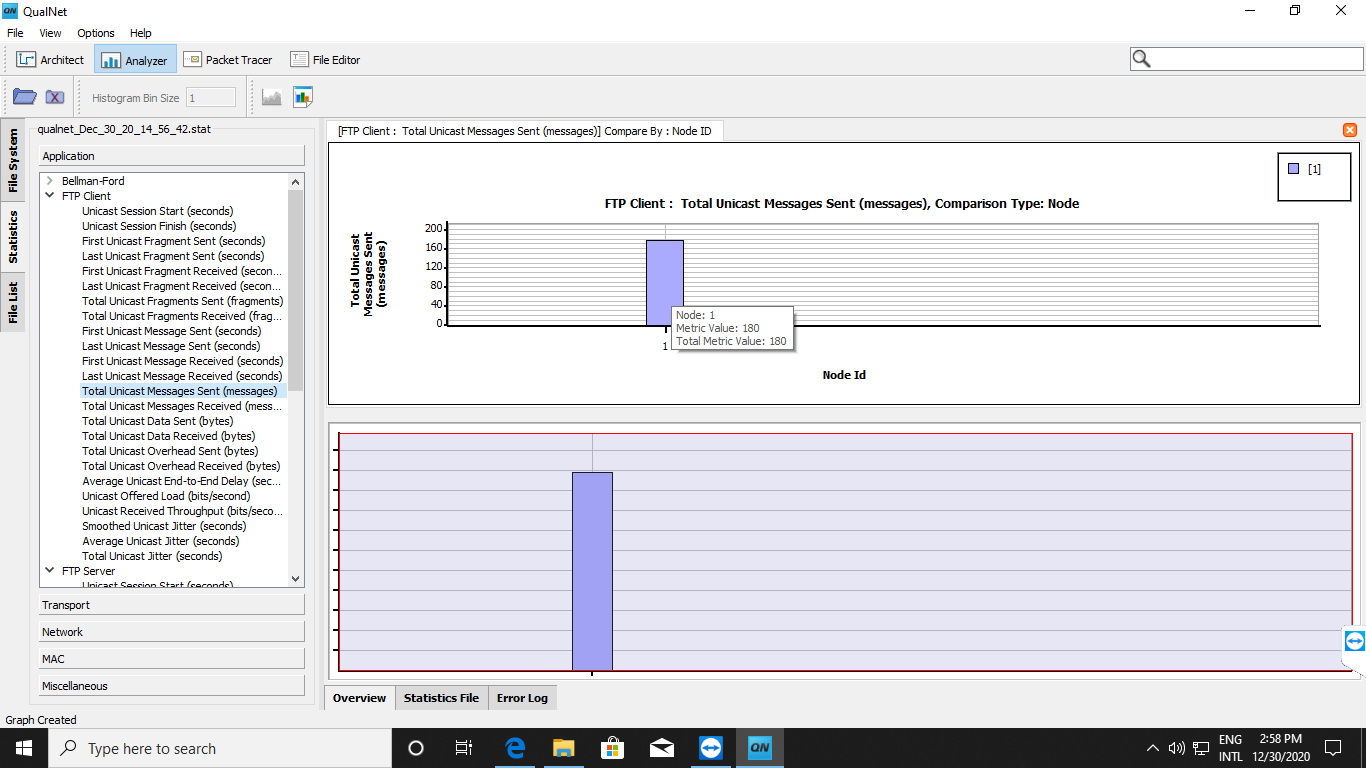 QN QualNet
File View Options Help
Architect Analyzer Packet Tracer File Editor
Histogram Bin Size 1
File System
Statistics
File List
qualnet_Dec_30_20_14_56_42.stat
Application
Bellman-Ford
FTP Client
Unicast Session Start (seconds)
Unicast Session Finish (seconds)
First Unicast Fragment Sent (seconds)
Last Unicast Fragment Sent (seconds)
First Unicast Fragment Received (secon...
Last Unicast Fragment Received (secon...
Total Unicast Fragments Sent (fragments)
Total Unicast Fragments Received (frag...
First Unicast Message Sent (seconds)
Last Unicast Message Sent (seconds)
First Unicast Message Received (seconds)
Last Unicast Message Received (seconds)
Total Unicast Messages Sent (messages)
Total Unicast Messages Received (mess...
Total Unicast Data Sent (bytes)
Total Unicast Data Received (bytes)
Total Unicast Overhead Sent (bytes)
Total Unicast Overhead Received (bytes)
Average Unicast End-to-End Delay (sec...
Unicast Offered Load (bits/second)
Unicast Received Throughput (bits/seco...
Smoothed Unicast Jitter (seconds)
Average Unicast Jitter (seconds)
Total Unicast Jitter (seconds)
FTP Server
Unicast Session Start (seconds)
Transport
Network
MAC
Miscellaneous
[FTP Client : Total Unicast Messages Sent (messages)] Compare By : Node ID
[1]
FTP Client : Total Unicast Messages Sent (messages), Comparison Type: Node
Total Unicast
Messages Sent
(messages)
200
160
120
80
40
0
1
Node: 1
Metric Value: 180
Total Metric Value: 180
Node Id
Overview Statistics File Error Log
Graph Created
Type here to search
QN
ENG
INTL
2:58 PM
12/30/2020